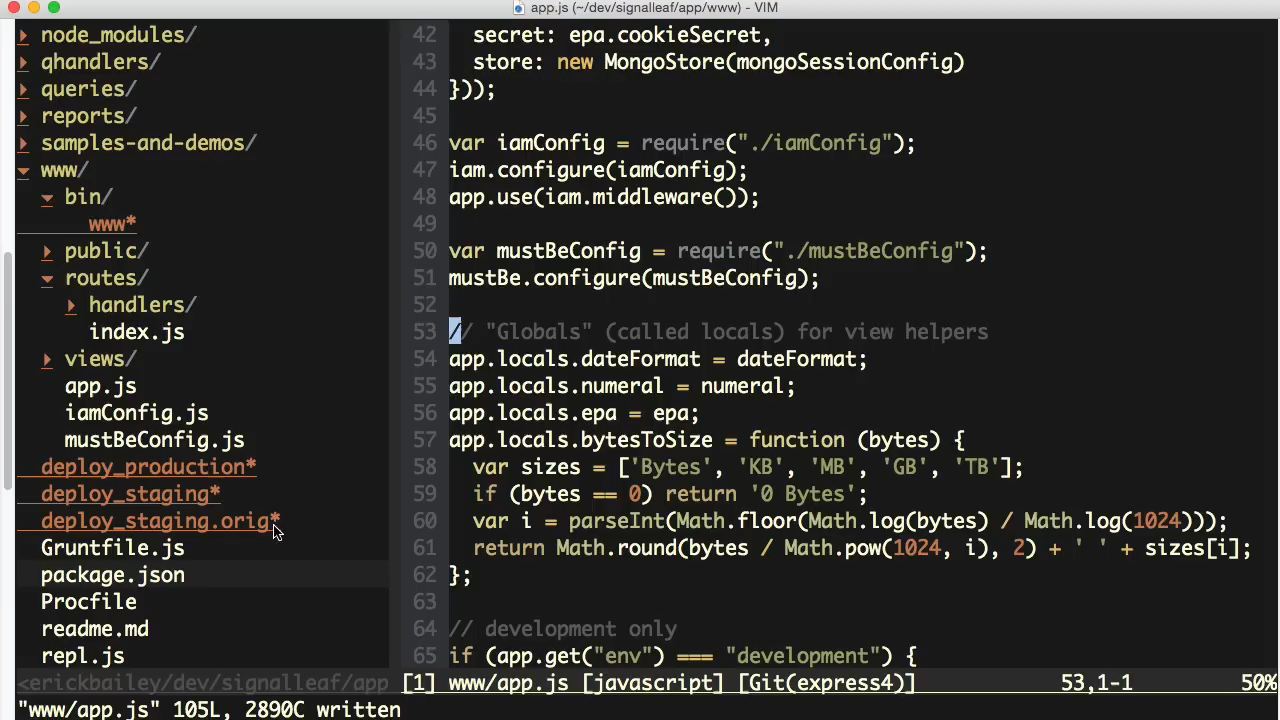 app.js (~/dev/signalleaf/app/www) - VIM
▸ node_modules/
▸ qhandlers/
▸ queries/
▸ reports/
▸ samples-and-demos/
▾ www/
▾ bin/
www*
▸ public/
▾ routes/
▸ handlers/
index.js
▸ views/
app.js
iamConfig.js
mustBeConfig.js
deploy_production*
deploy_staging*
deploy_staging.orig*
Gruntfile.js
package.json
Procfile
readme.md
repl.js
<erickbailey/dev/signalleaf/app
42 secret: epa.cookieSecret,
43 store: new MongoStore(mongoSessionConfig)
44 }));
45
46 var iamConfig = require("./iamConfig");
47 iam.configure(iamConfig);
48 app.use(iam.middleware());
49
50 var mustBeConfig = require("./mustBeConfig");
51 mustBe.configure(mustBeConfig);
52
53 // "Globals" (called locals) for view helpers
54 app.locals.dateFormat = dateFormat;
55 app.locals.numeral = numeral;
56 app.locals.epa = epa;
57 app.locals.bytesToSize = function (bytes) {
58 var sizes = ['Bytes', 'KB', 'MB', 'GB', 'TB'];
59 if (bytes == 0) return '0 Bytes';
60 var i = parseInt(Math.floor(Math.log(bytes) / Math.log(1024)));
61 return Math.round(bytes / Math.pow(1024, i), 2) + ' ' + sizes[i];
62 };
63
64 // development only
65 if (app.get("env") === "development") {
[1] www/app.js [javascript] [Git(express4)] 53,1-1 50%
"www/app.js" 105L, 2890C written